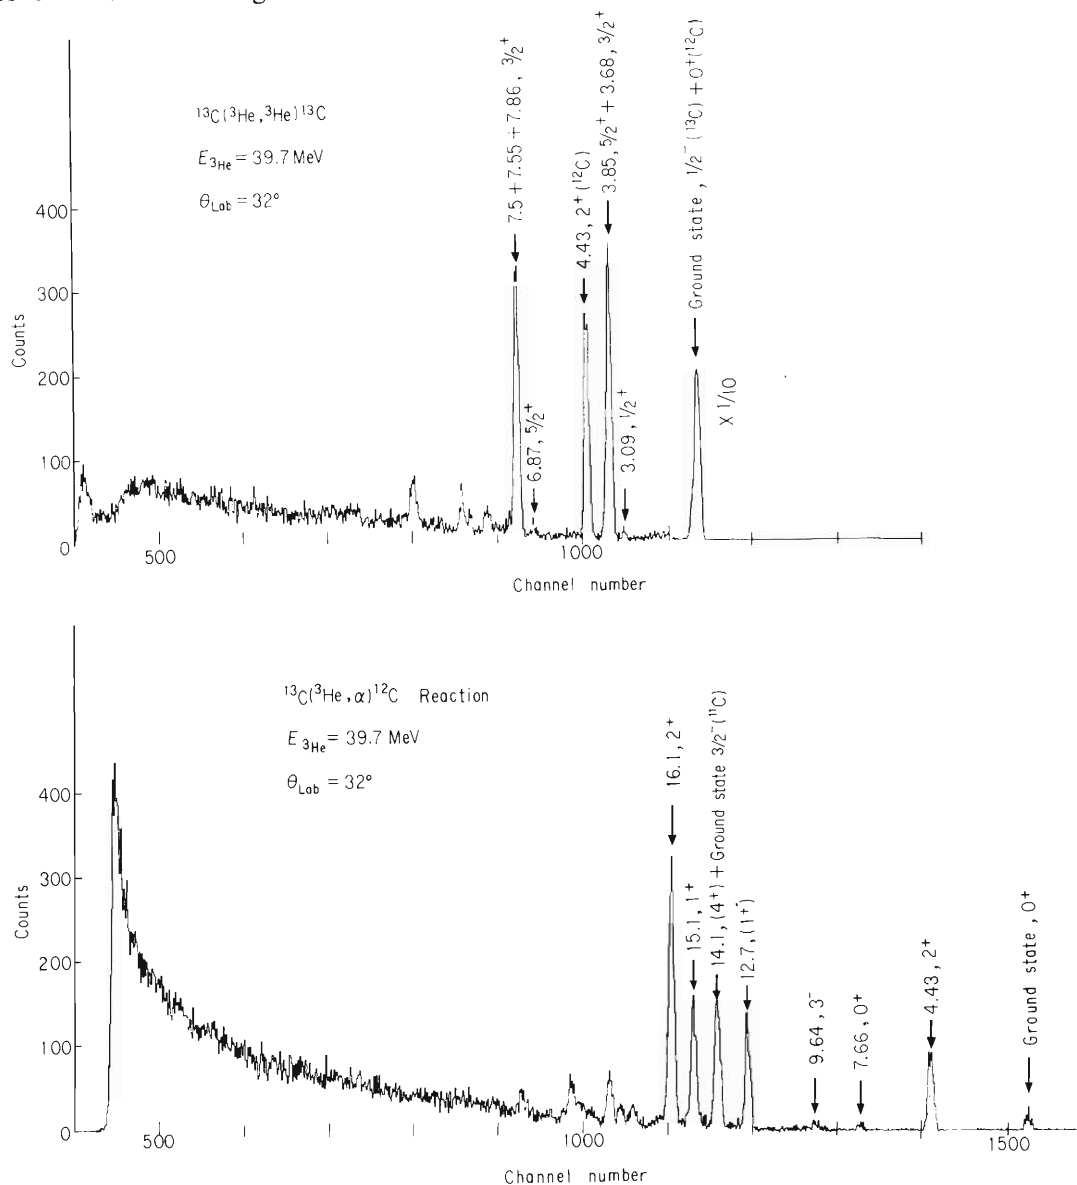 7.5 + 7.55 + 7.86, 3/2⁺
4.43, 2⁺(¹²C)
3.85, 5/2⁺ + 3.68, 3/2⁺
Ground state, 1/2⁻ (¹³C) + 0⁺(¹²C)
6.87, 5/2⁺
3.09, 1/2⁺
X 1/10
¹³C(³He,³He)¹³C
E₃He = 39.7 MeV
θLab = 32°
Counts
400
300
200
100
0
500
1000
Channel number
¹³C(³He,α)¹²C Reaction
E₃He = 39.7 MeV
θLab = 32°
16.1, 2⁺
15.1, 1⁺
14.1, (4⁺) + Ground state 3/2⁻(¹¹C)
12.7, (1⁺)
9.64, 3⁻
7.66, 0⁺
4.43, 2⁺
Ground state, 0⁺
Counts
400
300
200
100
0
500
1000
1500
Channel number